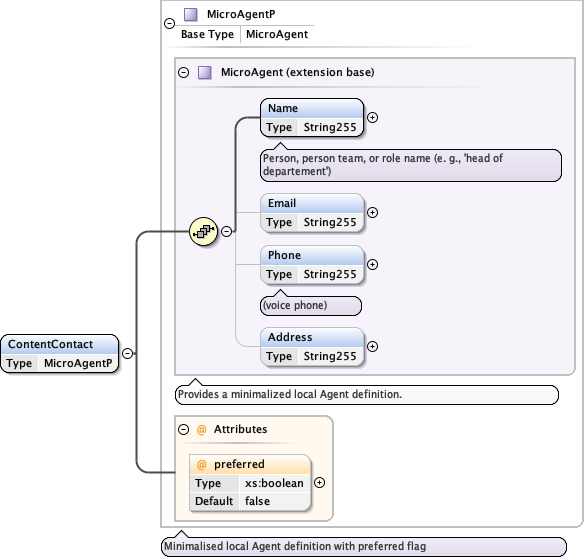 MicroAgentP
Base Type MicroAgent
MicroAgent (extension base)
Name
Type String255
Person, person team, or role name (e. g., 'head of
departement')
Email
Type String255
Phone
Type String255
(voice phone)
Address
Type String255
ContentContact
Type MicroAgentP
Provides a minimalized local Agent definition.
@ Attributes
@ preferred
Type xs:boolean
Default false
Minimalised local Agent definition with preferred flag